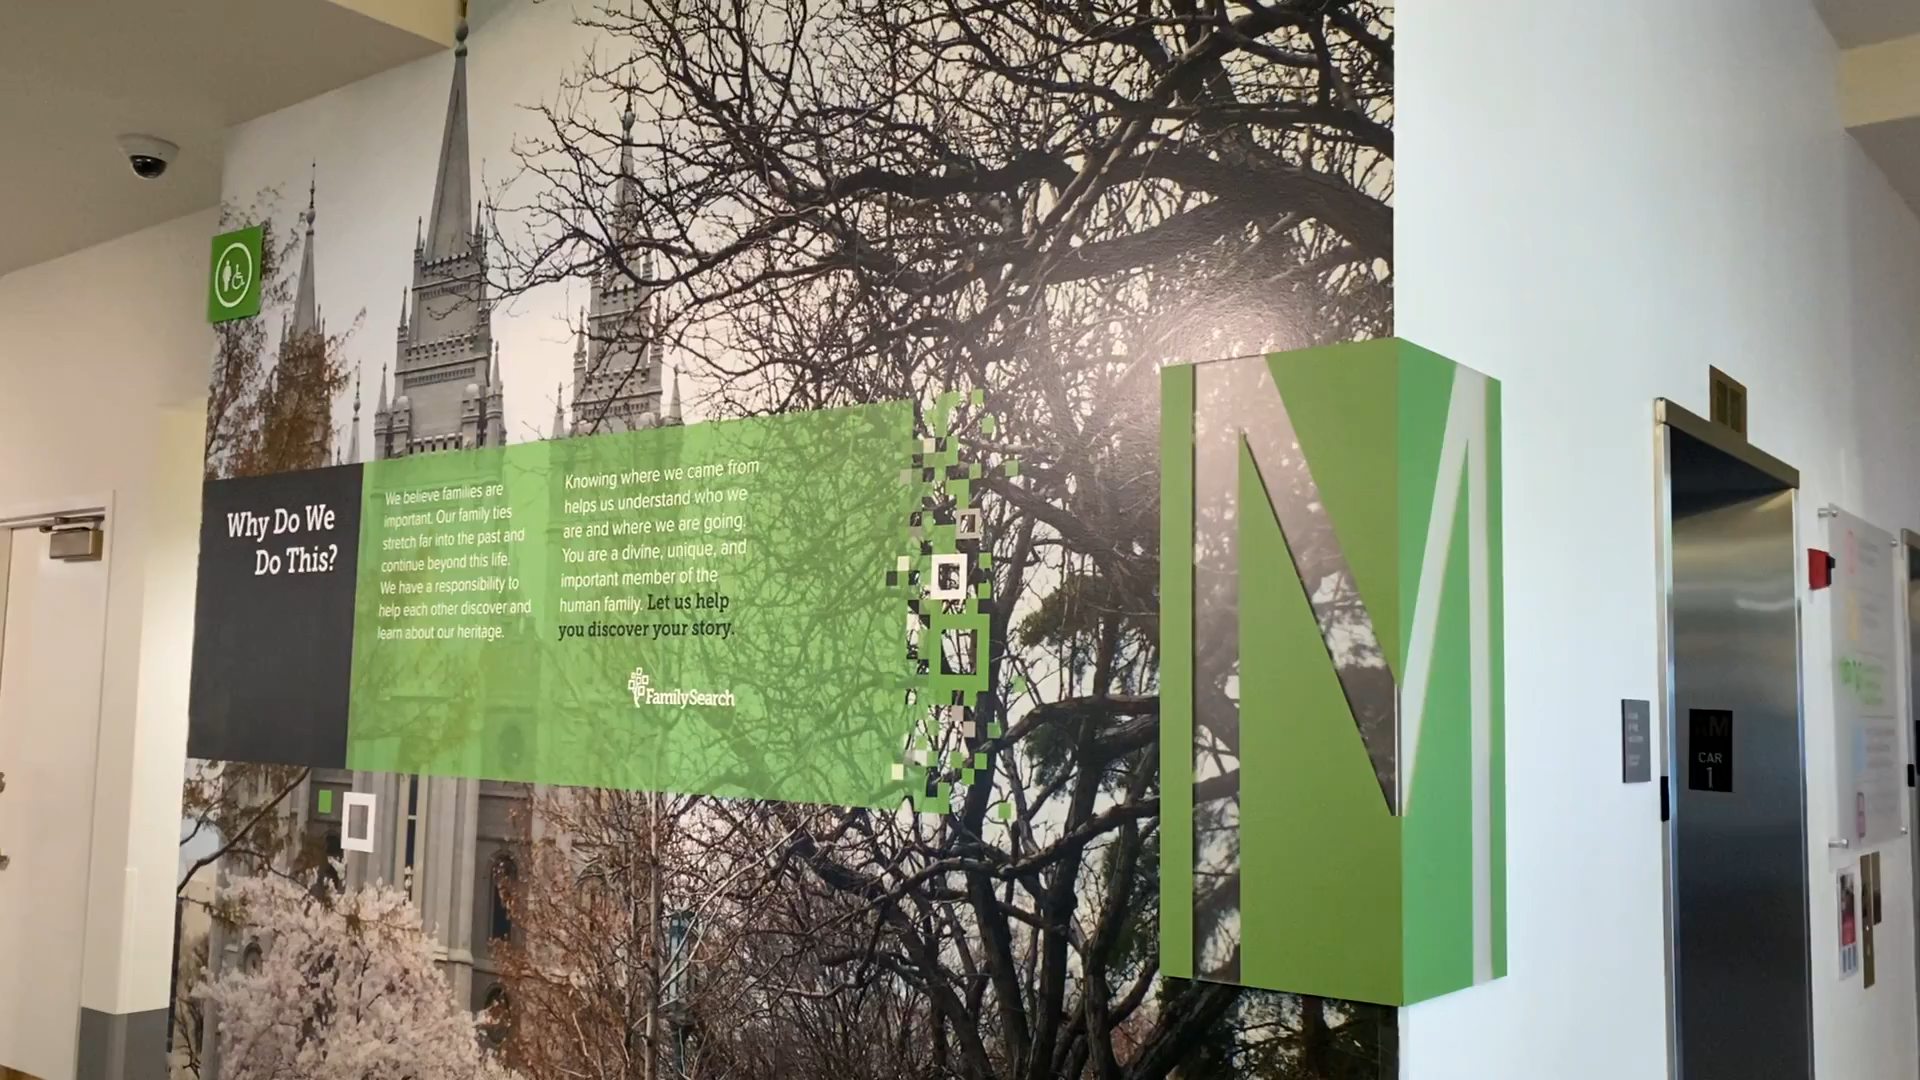 Why Do We
Do This?
We believe families are
important. Our family ties
stretch far into the past and
continue beyond this life.
We have a responsibility to
help each other discover and
learn about our heritage.
Knowing where we came from
helps us understand who we
are and where we are going.
You are a divine, unique, and
important member of the
human family. Let us help
you discover your story.
FamilySearch
M
CAR
1